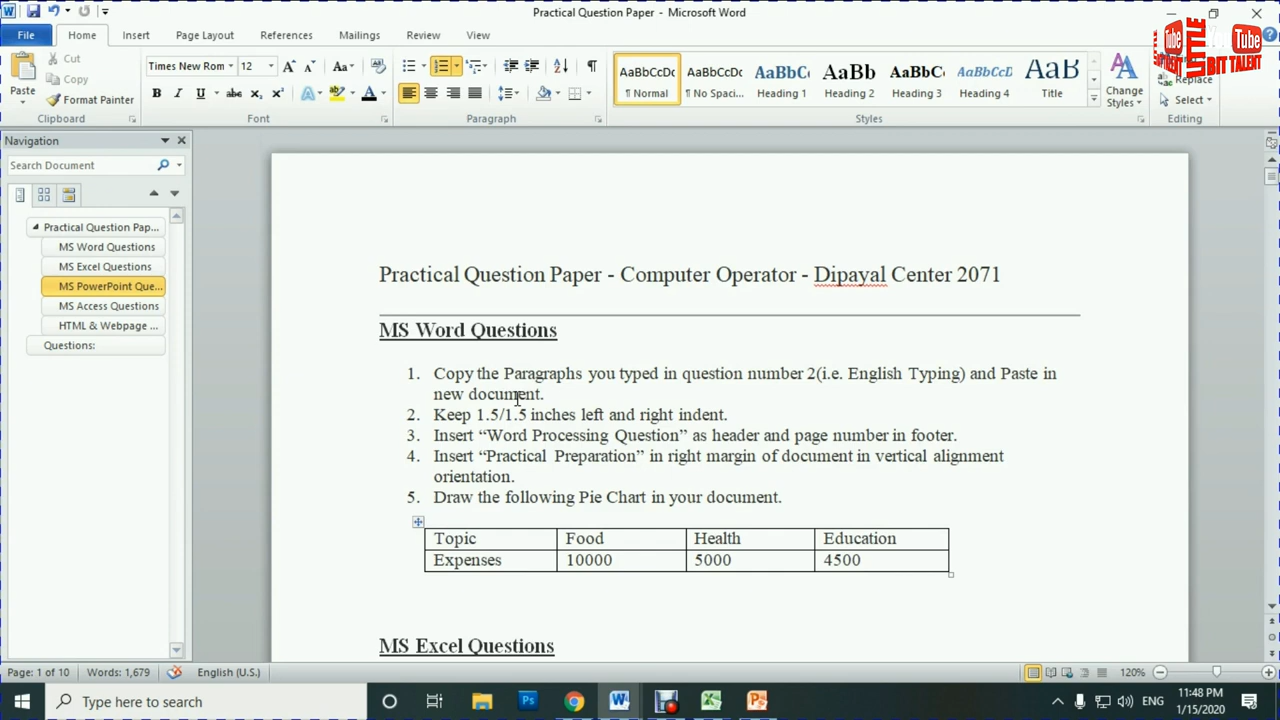 Practical Question Paper - Microsoft Word
File Home Insert Page Layout References Mailings Review View
Paste
Cut
Copy
Format Painter
Clipboard
Times New Rom 12
Font
Paragraph
AaBbCcDc AaBbCcDc AaBbC AaBb AaBbC AaBbCc AaB
¶ Normal ¶ No Spaci... Heading 1 Heading 2 Heading 3 Heading 4 Title
Change Styles
Styles
Replace
Select
Editing
YouTube
BIT TALENT
Navigation
Search Document
Practical Question Pap...
MS Word Questions
MS Excel Questions
MS PowerPoint Que...
MS Access Questions
HTML & Webpage ...
Questions:
Practical Question Paper - Computer Operator - Dipayal Center 2071
MS Word Questions
1. Copy the Paragraphs you typed in question number 2(i.e. English Typing) and Paste in
new document.
2. Keep 1.5/1.5 inches left and right indent.
3. Insert “Word Processing Question” as header and page number in footer.
4. Insert “Practical Preparation” in right margin of document in vertical alignment
orientation.
5. Draw the following Pie Chart in your document.
Topic Food Health Education
Expenses 10000 5000 4500
MS Excel Questions
Page: 1 of 10 Words: 1,679 English (U.S.) 120%
Type here to search
ENG
11:48 PM
1/15/2020